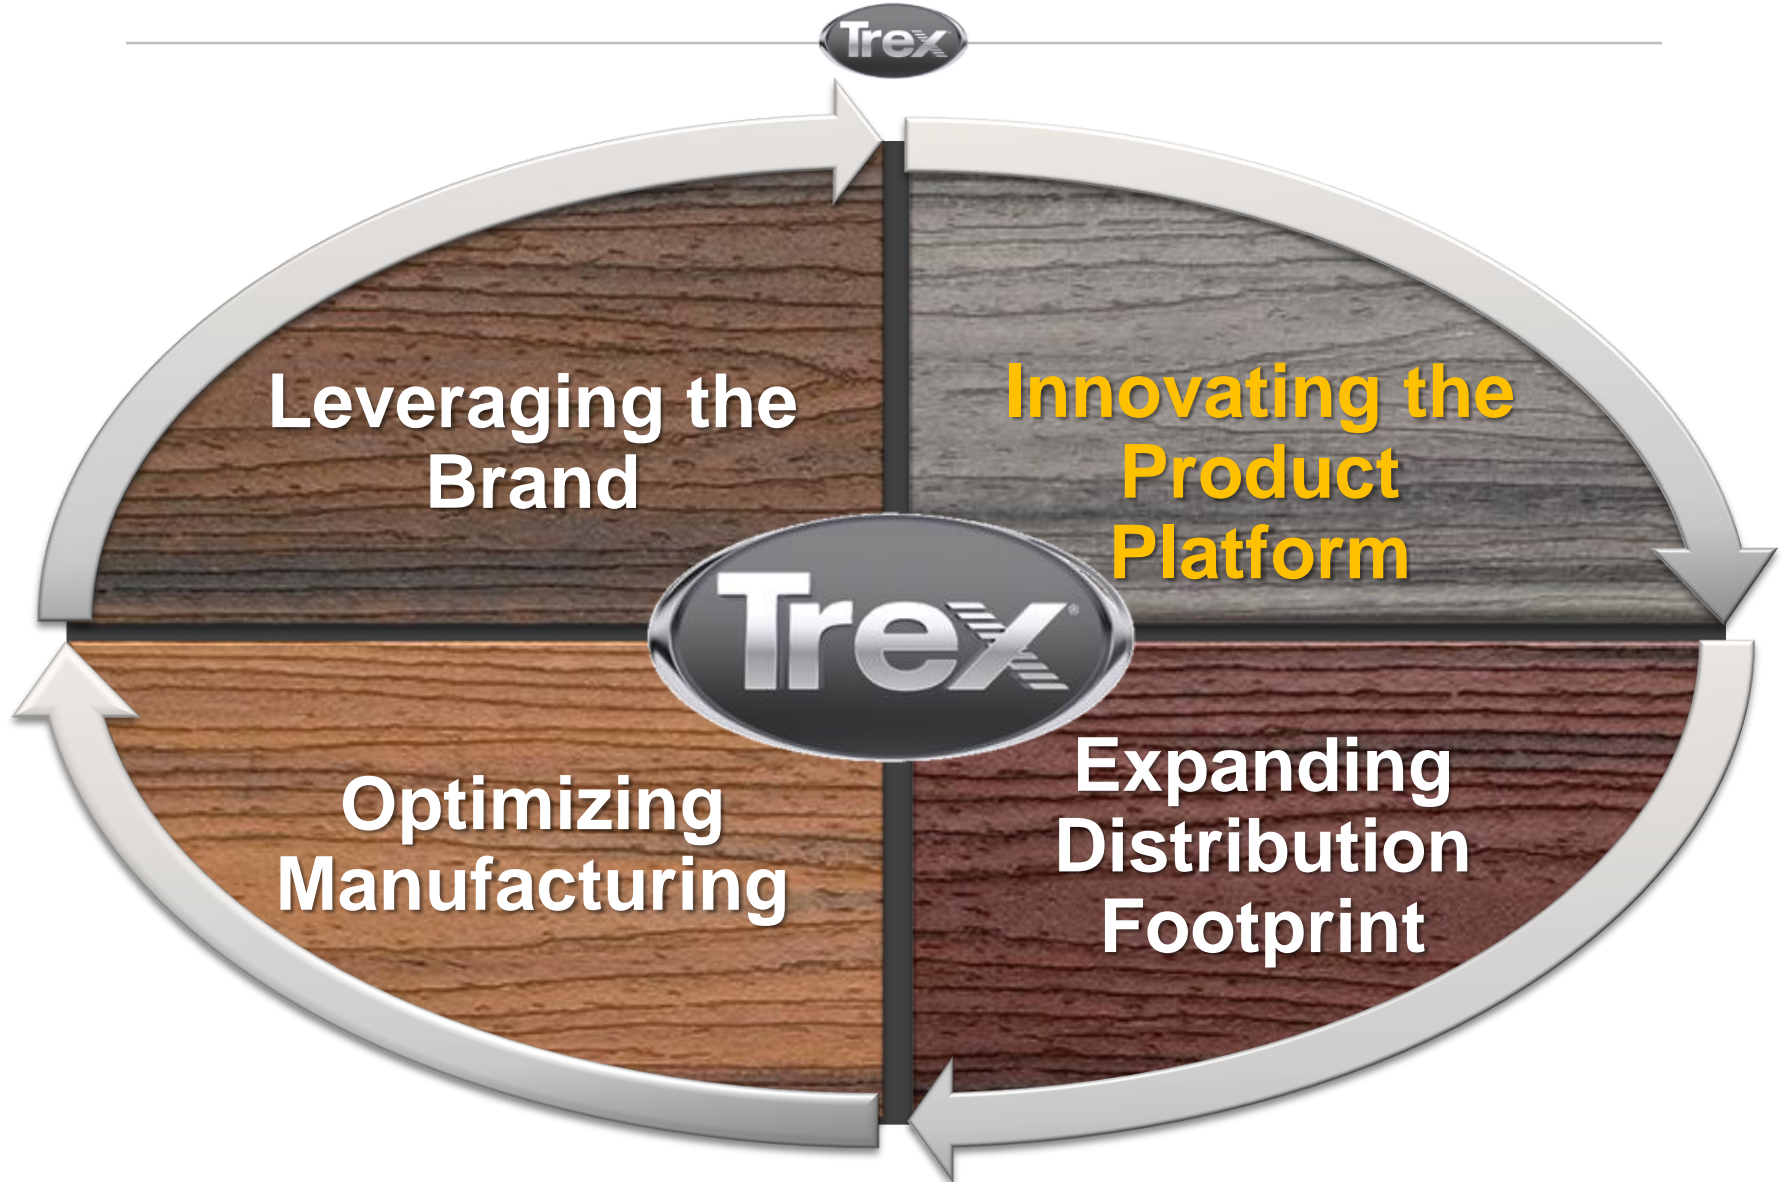 Trex
Leveraging the
Brand
Innovating the
Product
Platform
Trex®
Optimizing
Manufacturing
Expanding
Distribution
Footprint